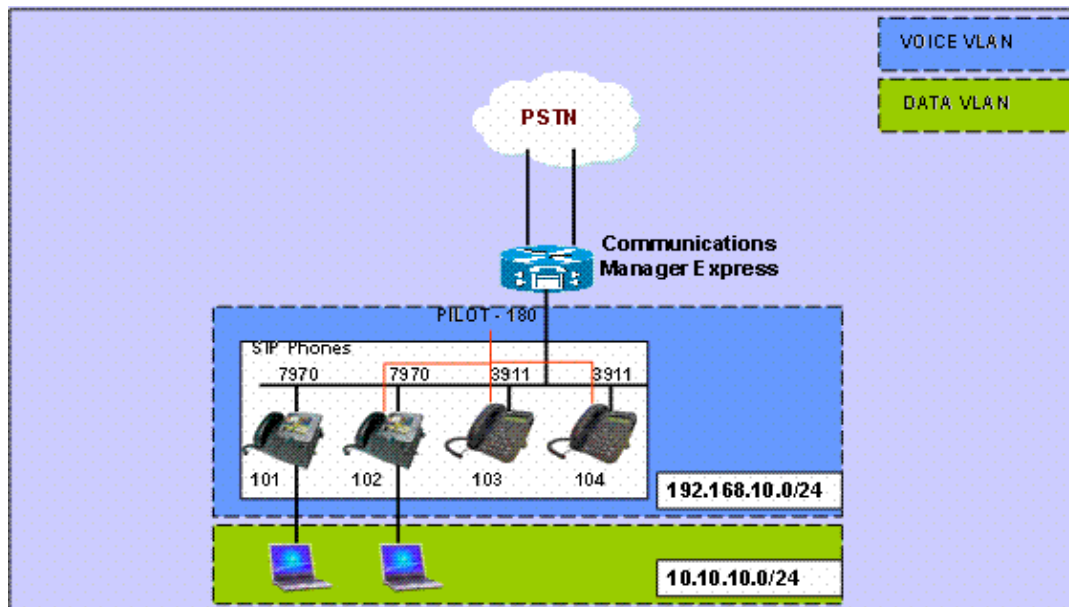 VOICE VLAN
DATA VLAN
PSTN
Communications
Manager Express
PILOT - 180
SIP Phones
7970 7970 3911 3911
101 102 103 104
192.168.10.0/24
10.10.10.0/24